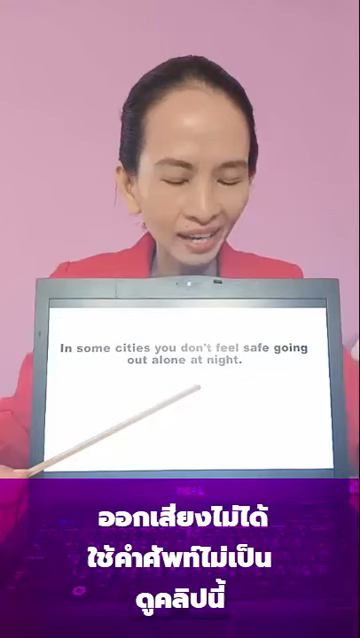 In some cities you don't feel safe going
out alone at night.
DELL
ออกเสียงไม่ได้
ใช้คำศัพท์ไม่เป็น
ดูคลิปนี้